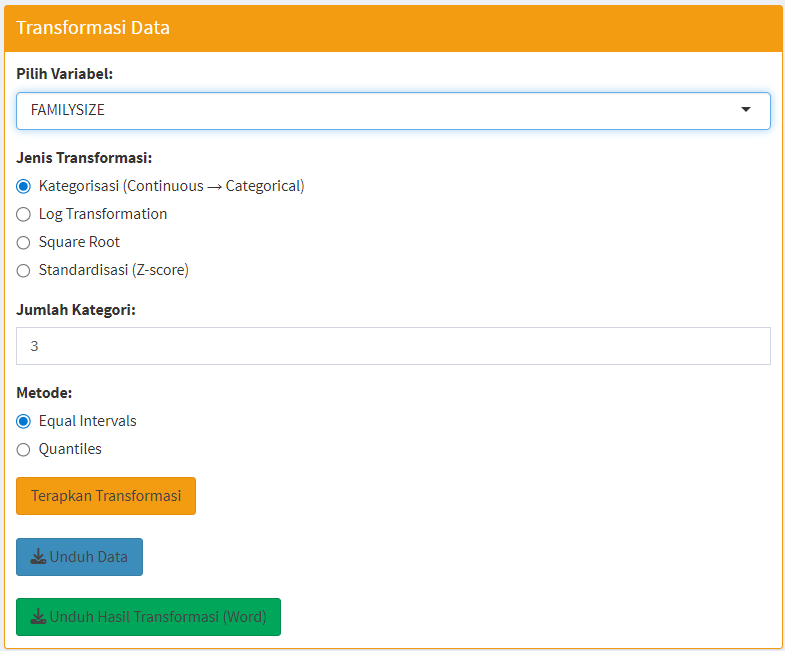 Transformasi Data
Pilih Variabel:
FAMILYSIZE
Jenis Transformasi:
Kategorisasi (Continuous → Categorical)
Log Transformation
Square Root
Standardisasi (Z-score)
Jumlah Kategori:
3
Metode:
Equal Intervals
Quantiles
Terapkan Transformasi
Unduh Data
Unduh Hasil Transformasi (Word)